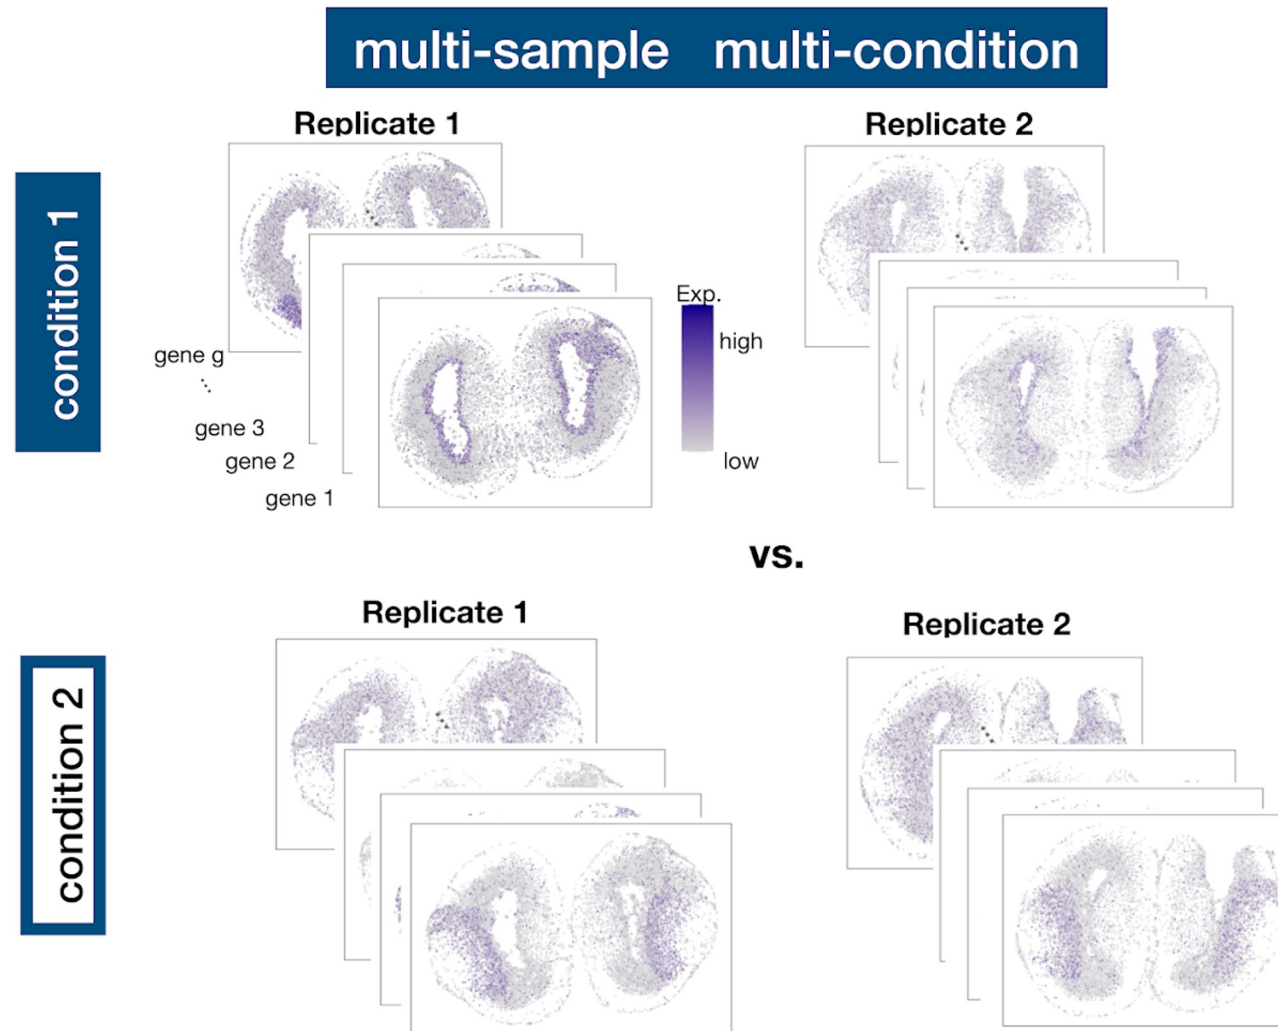 multi-sample multi-condition
Replicate 1
Replicate 2
condition 1
Exp.
high
low
gene g
gene 3
gene 2
gene 1
vs.
Replicate 1
Replicate 2
condition 2